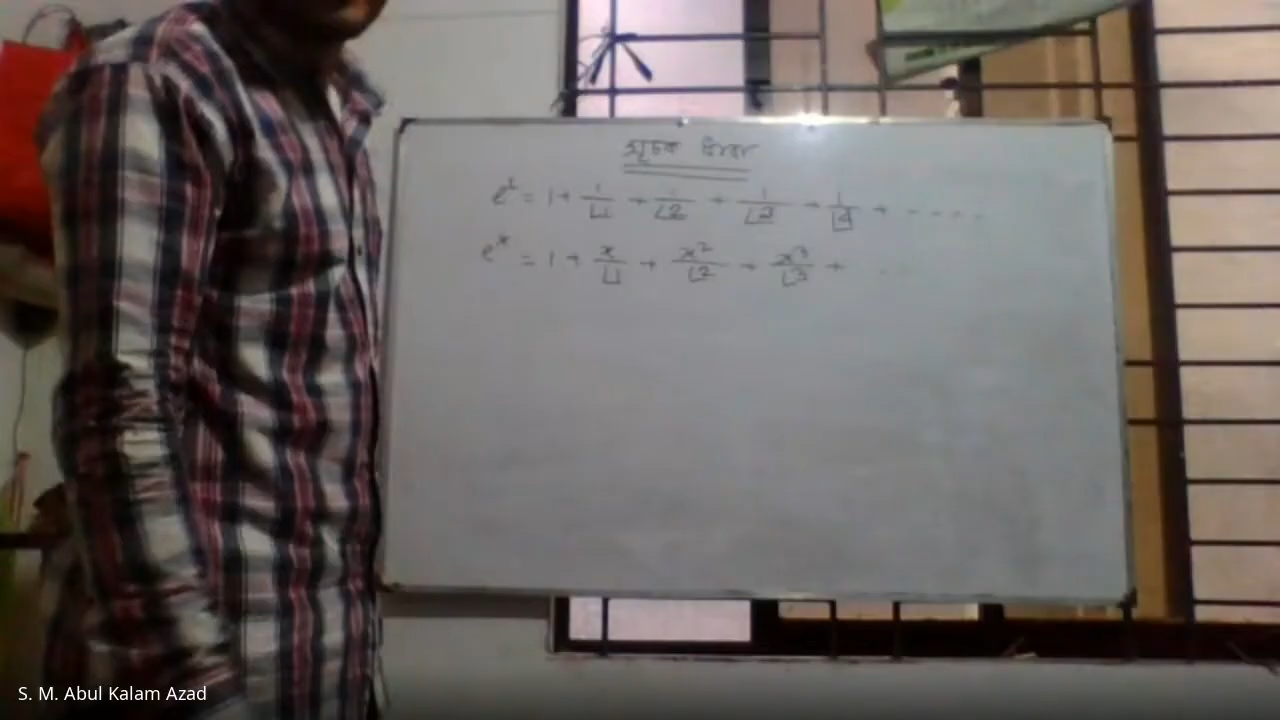 সূচক ধারা
e¹ = 1 + 1/∟1 + 1/∟2 + 1/∟3 + 1/∟4 + - - - -
eˣ = 1 + x/∟1 + x²/∟2 + x³/∟3 + - -
S. M. Abul Kalam Azad